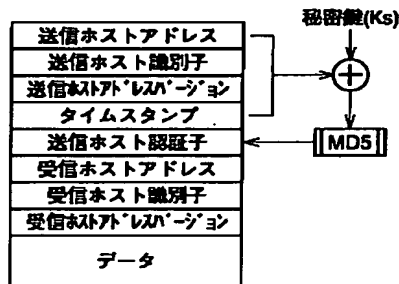 秘密鍵(Ks)
送信ホストアドレス
送信ホスト識別子
送信ホストアドレスバージョン
タイムスタンプ
送信ホスト認証子
MD5
受信ホストアドレス
受信ホスト識別子
受信ホストアドレスバージョン
データ